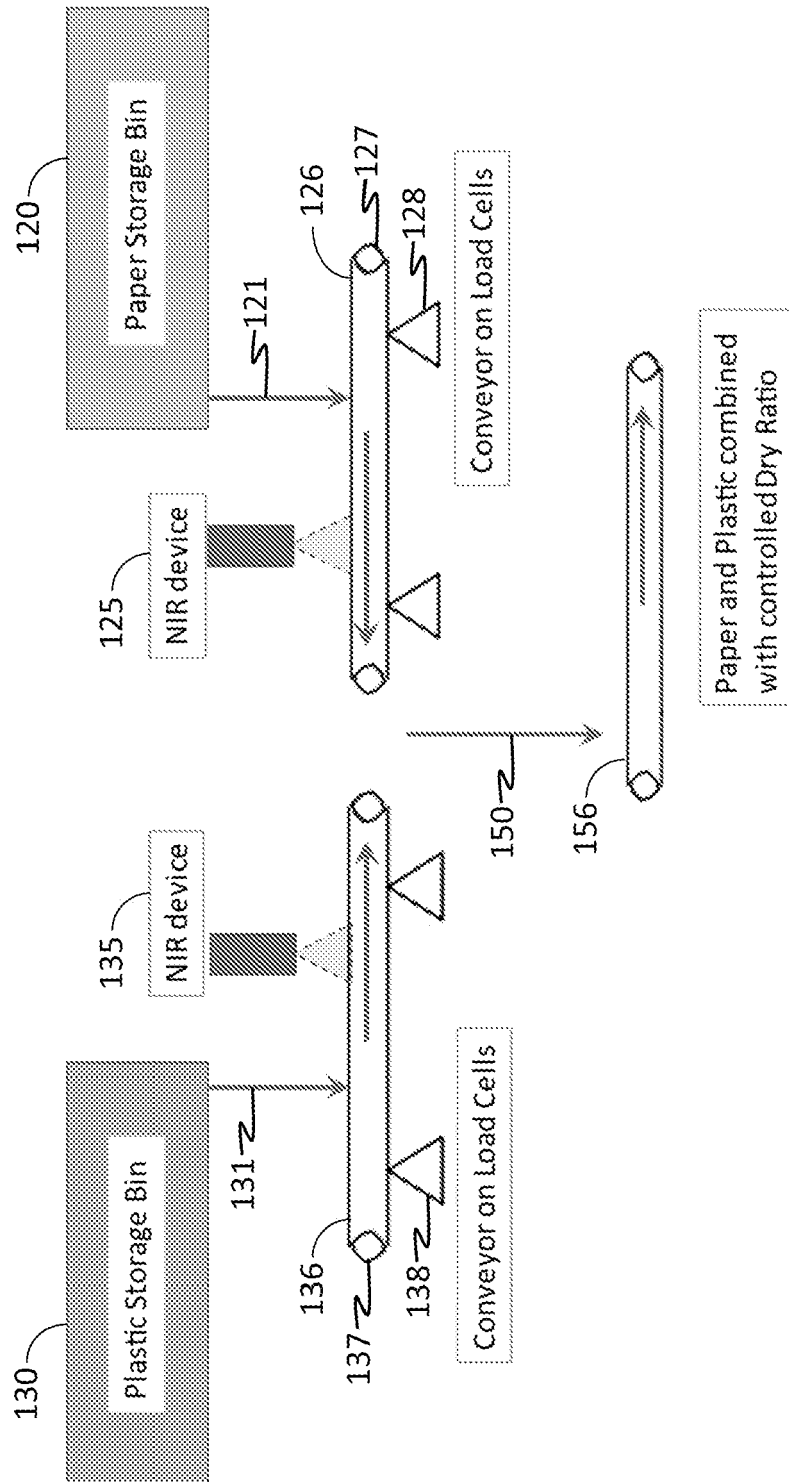 130
Plastic Storage Bin
120
Paper Storage Bin
135
NIR device
125
NIR device
131
121
136
137
138
126
127
128
Conveyor on Load Cells
Conveyor on Load Cells
150
156
Paper and Plastic combined
with controlled Dry Ratio